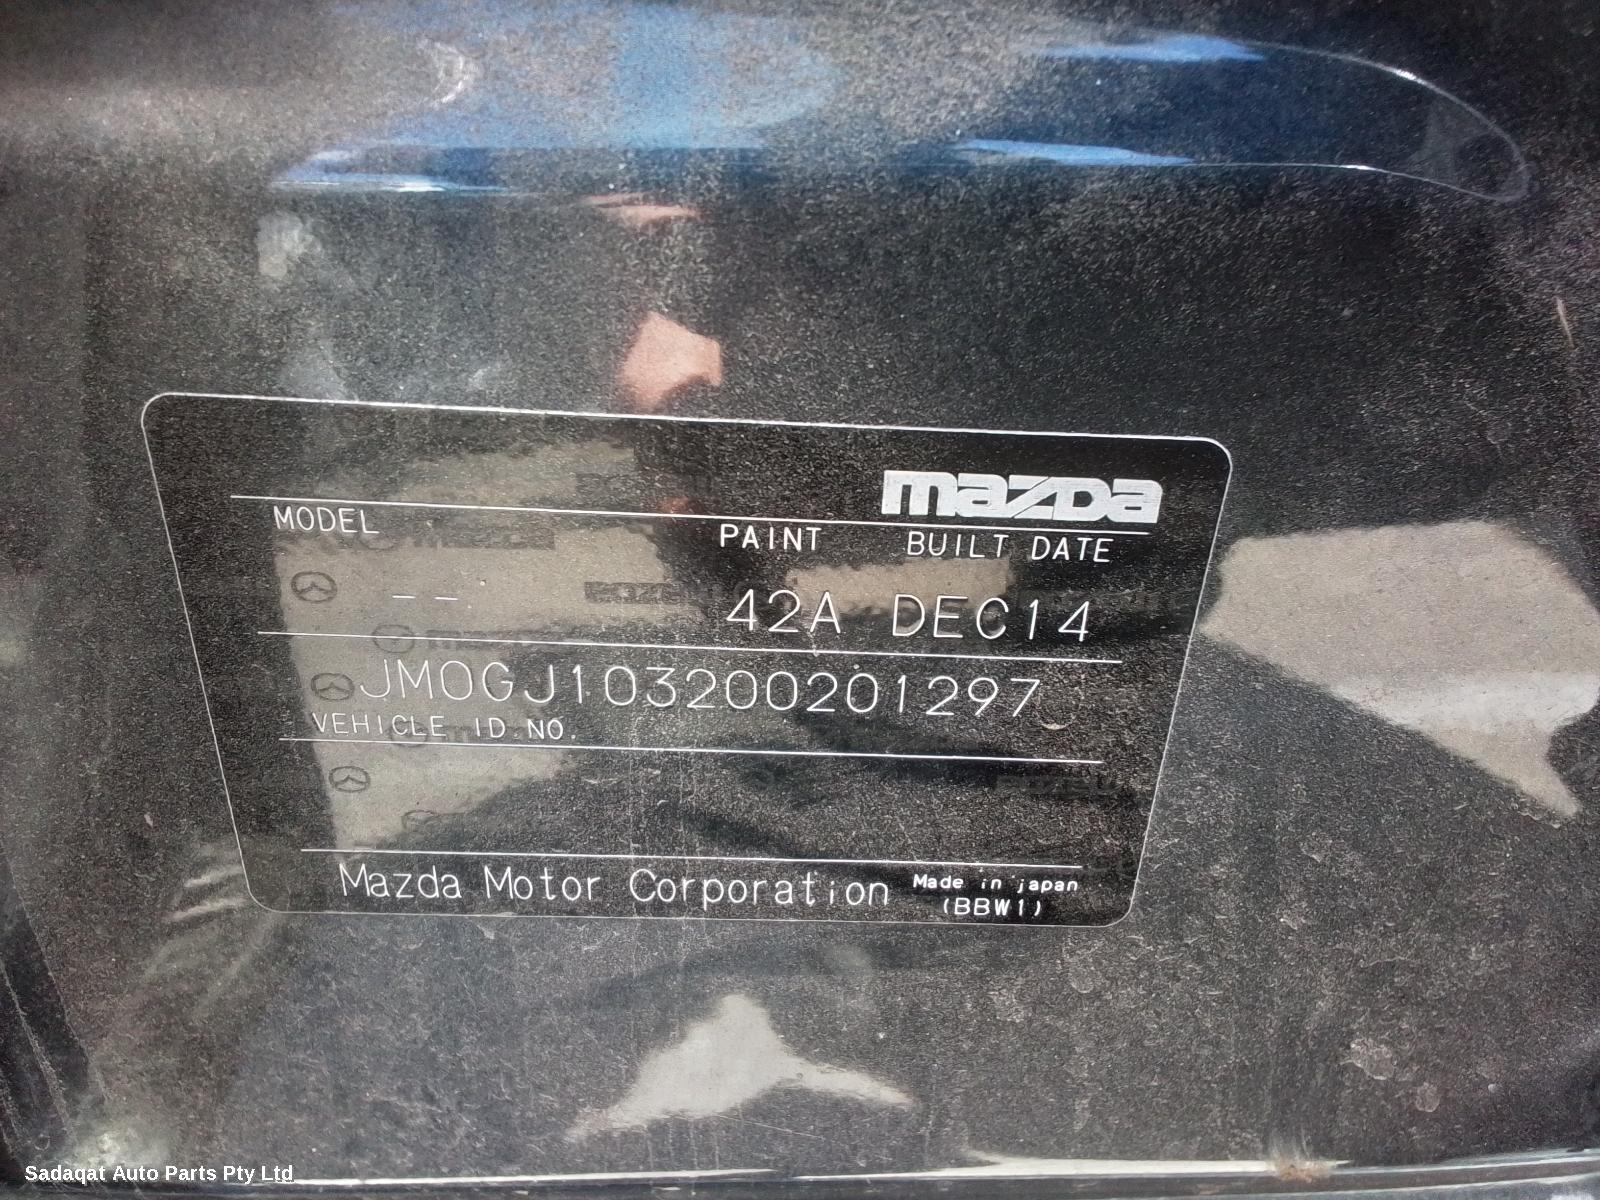 mazda
MODEL PAINT BUILT DATE
-- 42A DEC14
JM0GJ103200201297
VEHICLE ID NO.
Mazda Motor Corporation Made in japan
(BBW1)
Sadaqat Auto Parts Pty Ltd